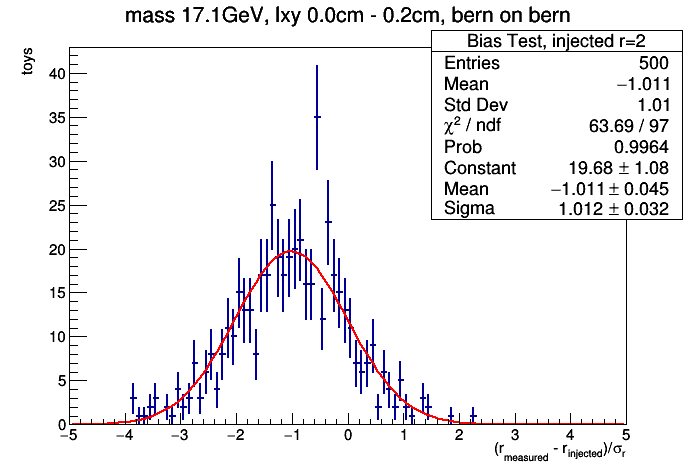 mass 17.1GeV, lxy 0.0cm - 0.2cm, bern on bern
Bias Test, injected r=2
Entries 500
Mean −1.011
Std Dev 1.01
χ² / ndf 63.69 / 97
Prob 0.9964
Constant 19.68 ± 1.08
Mean −1.011 ± 0.045
Sigma 1.012 ± 0.032
toys
40
35
30
25
20
15
10
5
0
−5 −4 −3 −2 −1 0 1 2 3 4 5
(r_measured - r_injected)/σ_r